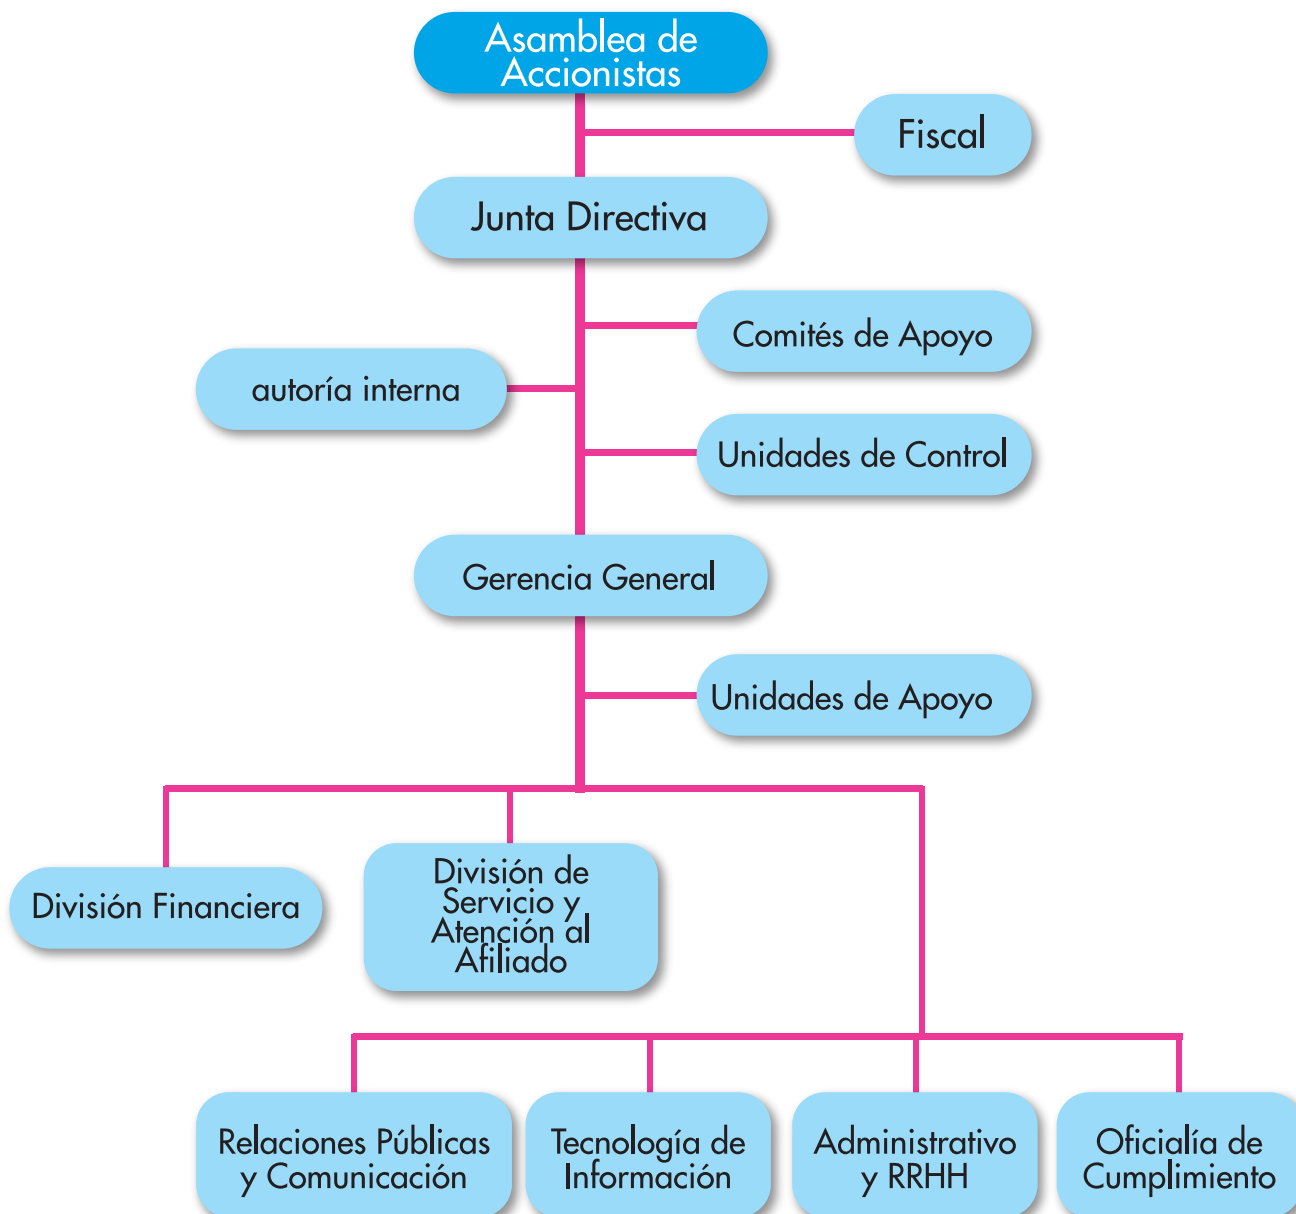 Asamblea de
Accionistas
Fiscal
Junta Directiva
Comités de Apoyo
autoría interna
Unidades de Control
Gerencia General
Unidades de Apoyo
División Financiera
División de
Servicio y
Atención al
Afiliado
Relaciones Públicas
y Comunicación
Tecnología de
Información
Administrativo
y RRHH
Oficialía de
Cumplimiento